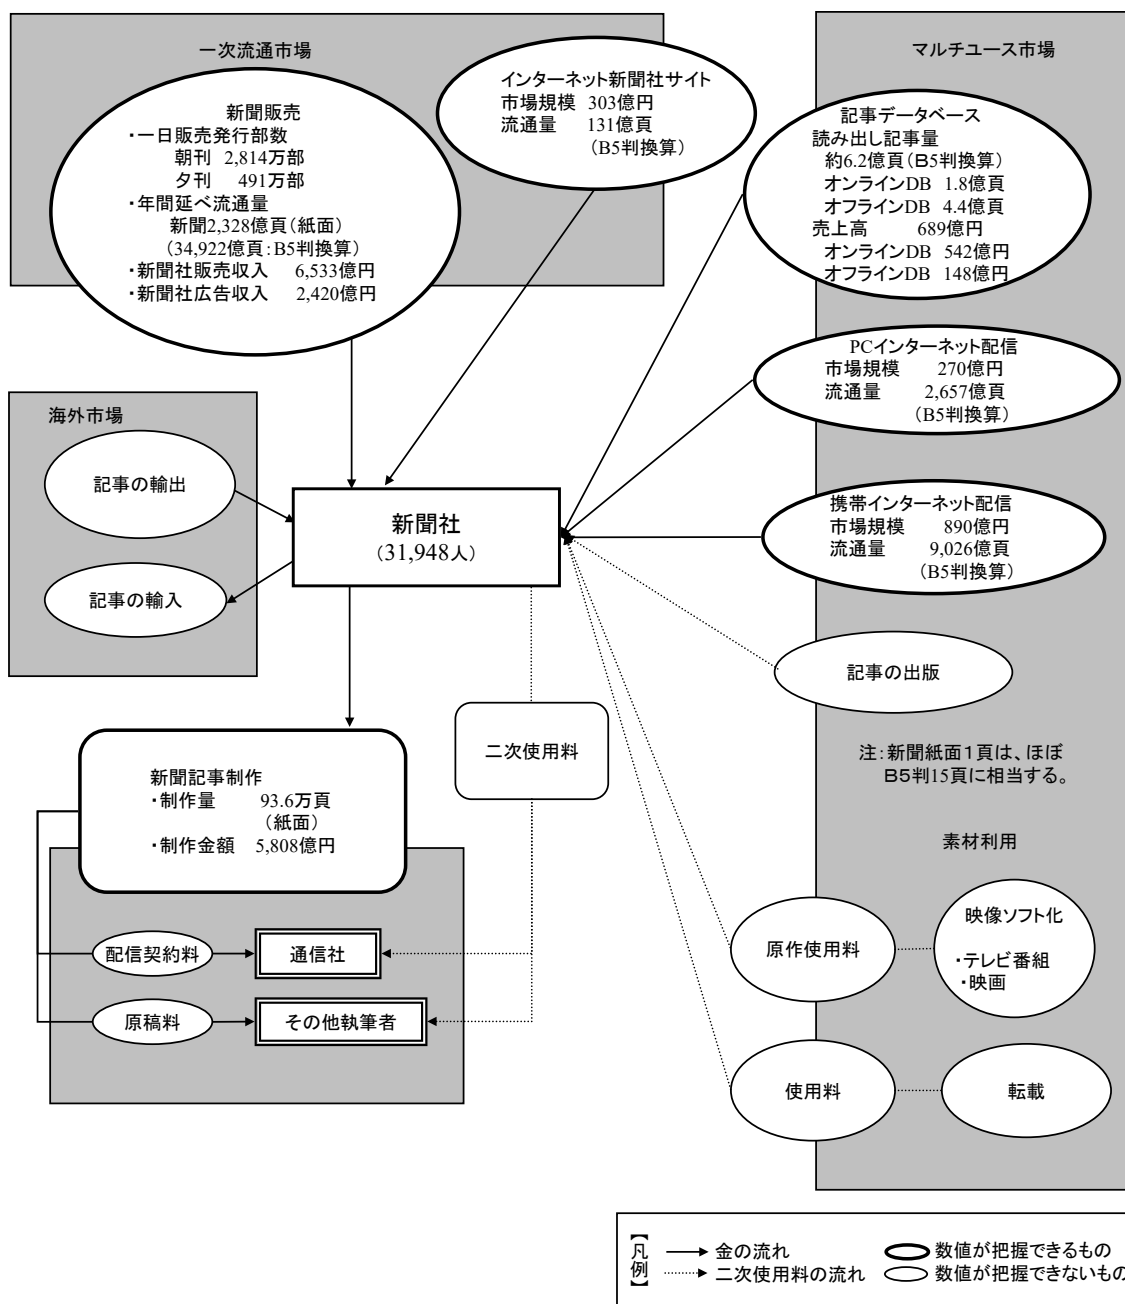 一次流通市場
新聞販売
・一日販売発行部数
朝刊 2,814万部
夕刊 491万部
・年間延べ流通量
新聞2,328億頁(紙面)
(34,922億頁:B5判換算)
・新聞社販売収入 6,533億円
・新聞社広告収入 2,420億円
インターネット新聞社サイト
市場規模 303億円
流通量 131億頁
(B5判換算)
マルチユース市場
記事データベース
読み出し記事量
約6.2億頁(B5判換算)
オンラインDB 1.8億頁
オフラインDB 4.4億頁
売上高 689億円
オンラインDB 542億円
オフラインDB 148億円
PCインターネット配信
市場規模 270億円
流通量 2,657億頁
(B5判換算)
携帯インターネット配信
市場規模 890億円
流通量 9,026億頁
(B5判換算)
記事の出版
注:新聞紙面1頁は、ほぼ
B5判15頁に相当する。
海外市場
記事の輸出
記事の輸入
新聞社
(31,948人)
二次使用料
新聞記事制作
・制作量 93.6万頁
(紙面)
・制作金額 5,808億円
配信契約料
通信社
原稿料
その他執筆者
素材利用
原作使用料
映像ソフト化
・テレビ番組
・映画
使用料
転載
【凡例】
金の流れ
二次使用料の流れ
数値が把握できるもの
数値が把握できないもの